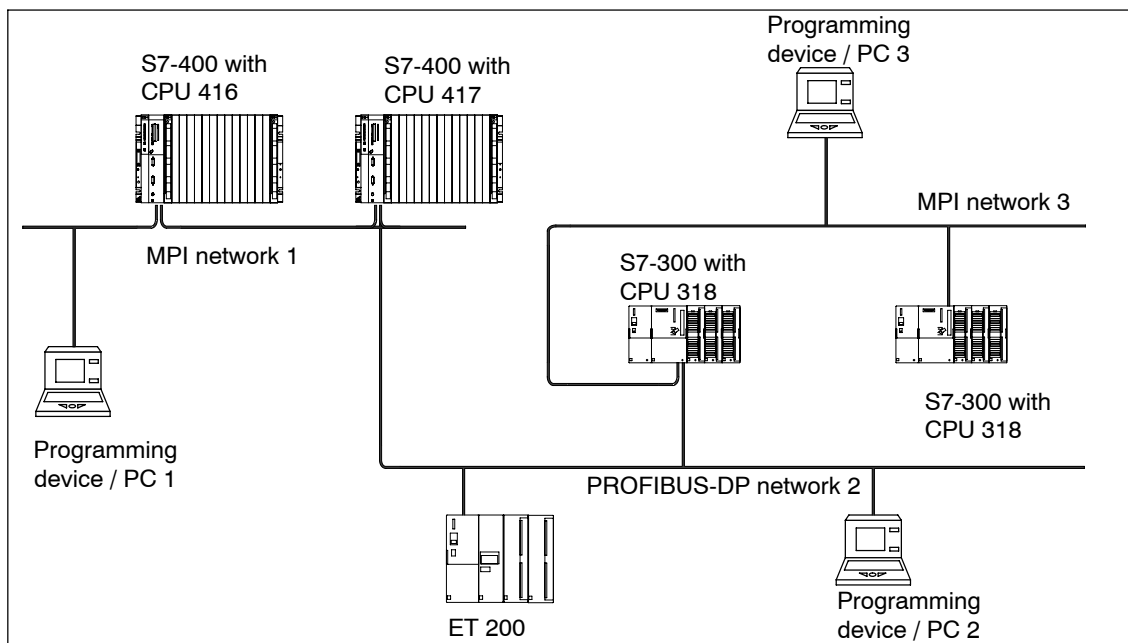 Programming
device / PC 3
S7-400 with
CPU 416
S7-400 with
CPU 417
MPI network 3
MPI network 1
S7-300 with
CPU 318
S7-300 with
CPU 318
Programming
device / PC 1
PROFIBUS-DP network 2
ET 200
Programming
device / PC 2